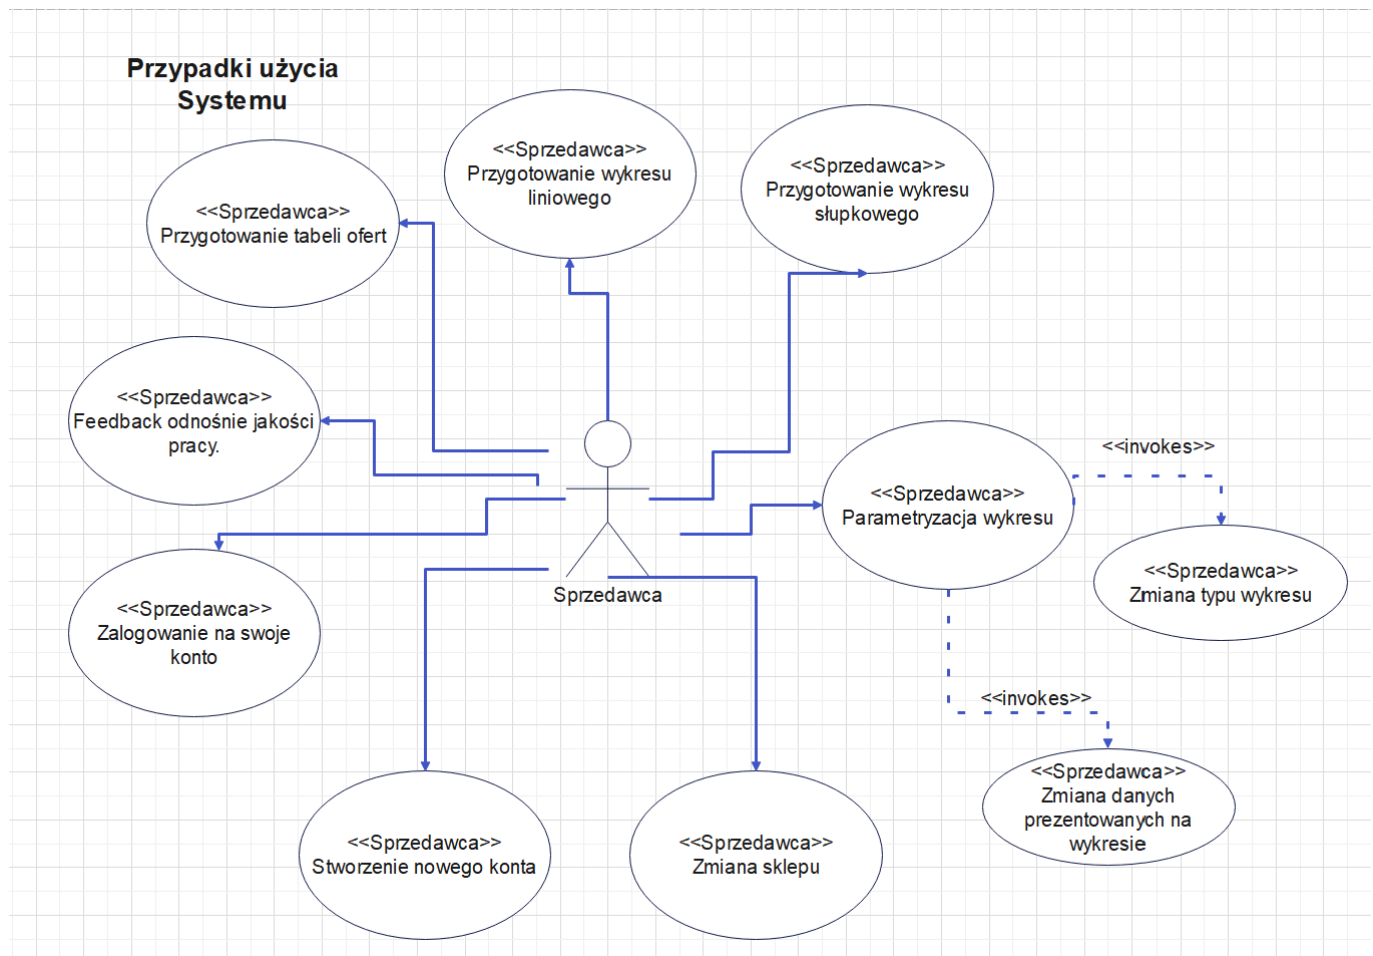 Przypadki użycia
Systemu
<<Sprzedawca>>
Przygotowanie tabeli ofert
<<Sprzedawca>>
Przygotowanie wykresu
liniowego
<<Sprzedawca>>
Przygotowanie wykresu
słupkowego
<<Sprzedawca>>
Feedback odnośnie jakości
pracy.
<<Sprzedawca>>
Parametryzacja wykresu
<<invokes>>
<<Sprzedawca>>
Zmiana typu wykresu
Sprzedawca
<<Sprzedawca>>
Zalogowanie na swoje
konto
<<invokes>>
<<Sprzedawca>>
Zmiana danych
prezentowanych na
wykresie
<<Sprzedawca>>
Stworzenie nowego konta
<<Sprzedawca>>
Zmiana sklepu